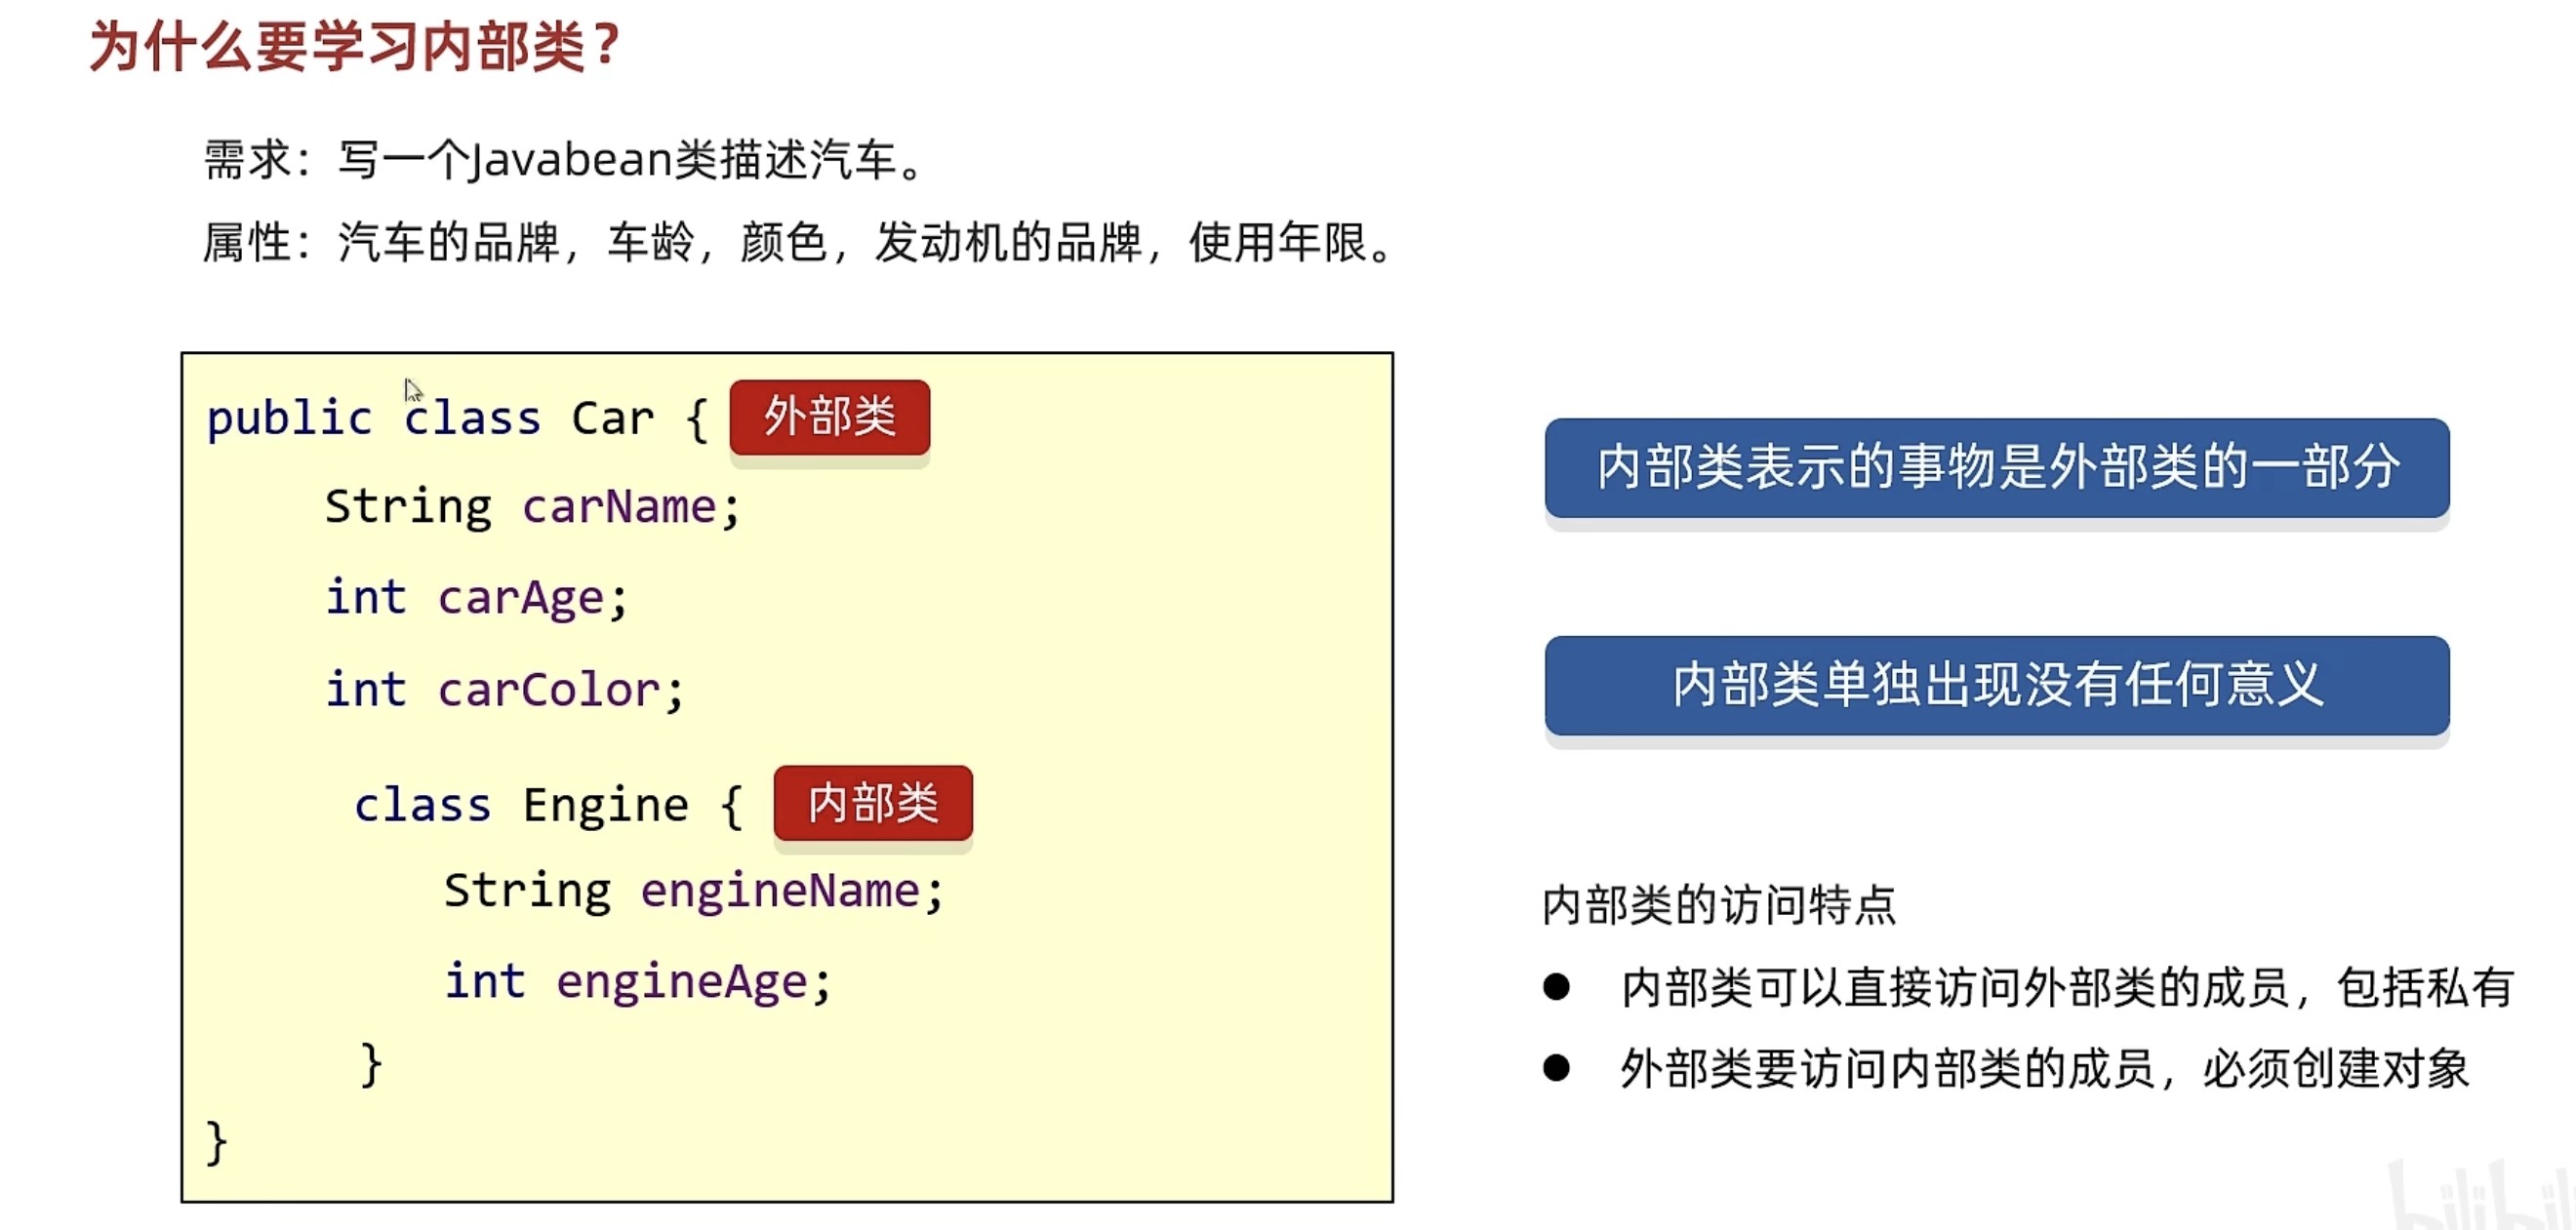 为什么要学习内部类？
需求：写一个Javabean类描述汽车。
属性：汽车的品牌，车龄，颜色，发动机的品牌，使用年限。
public class Car { 外部类
String carName;
int carAge;
int carColor;
class Engine { 内部类
String engineName;
int engineAge;
}
}
内部类表示的事物是外部类的一部分
内部类单独出现没有任何意义
内部类的访问特点
● 内部类可以直接访问外部类的成员，包括私有
● 外部类要访问内部类的成员，必须创建对象